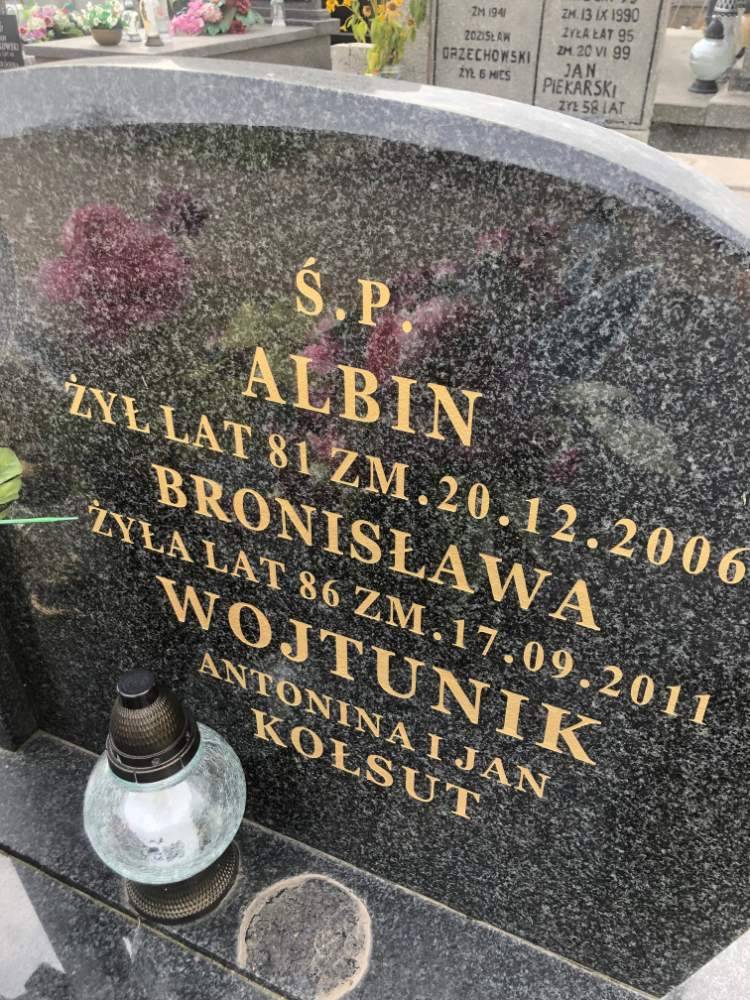 ZM 1941
ZDZISŁAW
ORZECHOWSKI
ŻYŁ 6 MIES
ZM. 13 IX 1990
ŻYŁA LAT 95
ZM. 20 VI 99
JAN
PIEKARSKI
ŻYŁ 58 LAT
Ś.P.
ALBIN
ŻYŁ LAT 81 ZM.20.12.2006
BRONISŁAWA
ŻYŁA LAT 86 ZM.17.09.2011
WOJTUNIK
ANTONINA I JAN
KOŁSUT